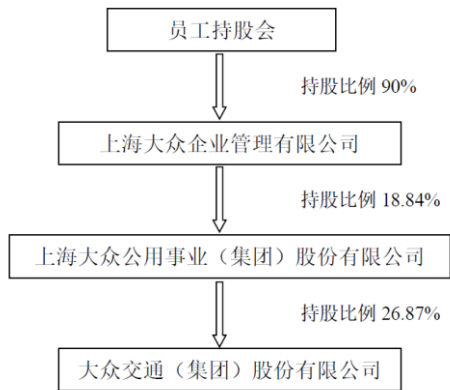 员工持股会
持股比例 90%
上海大众企业管理有限公司
持股比例 18.84%
上海大众公用事业（集团）股份有限公司
持股比例 26.87%
大众交通（集团）股份有限公司